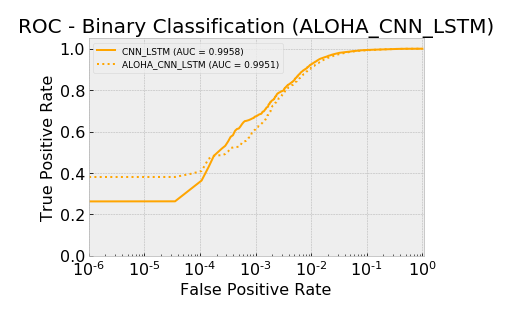 ROC - Binary Classification (ALOHA_CNN_LSTM)
1.0
CNN_LSTM (AUC = 0.9958)
ALOHA_CNN_LSTM (AUC = 0.9951)
0.8
0.6
0.4
0.2
0.0
True Positive Rate
10⁻⁶ 10⁻⁵ 10⁻⁴ 10⁻³ 10⁻² 10⁻¹ 10⁰
False Positive Rate